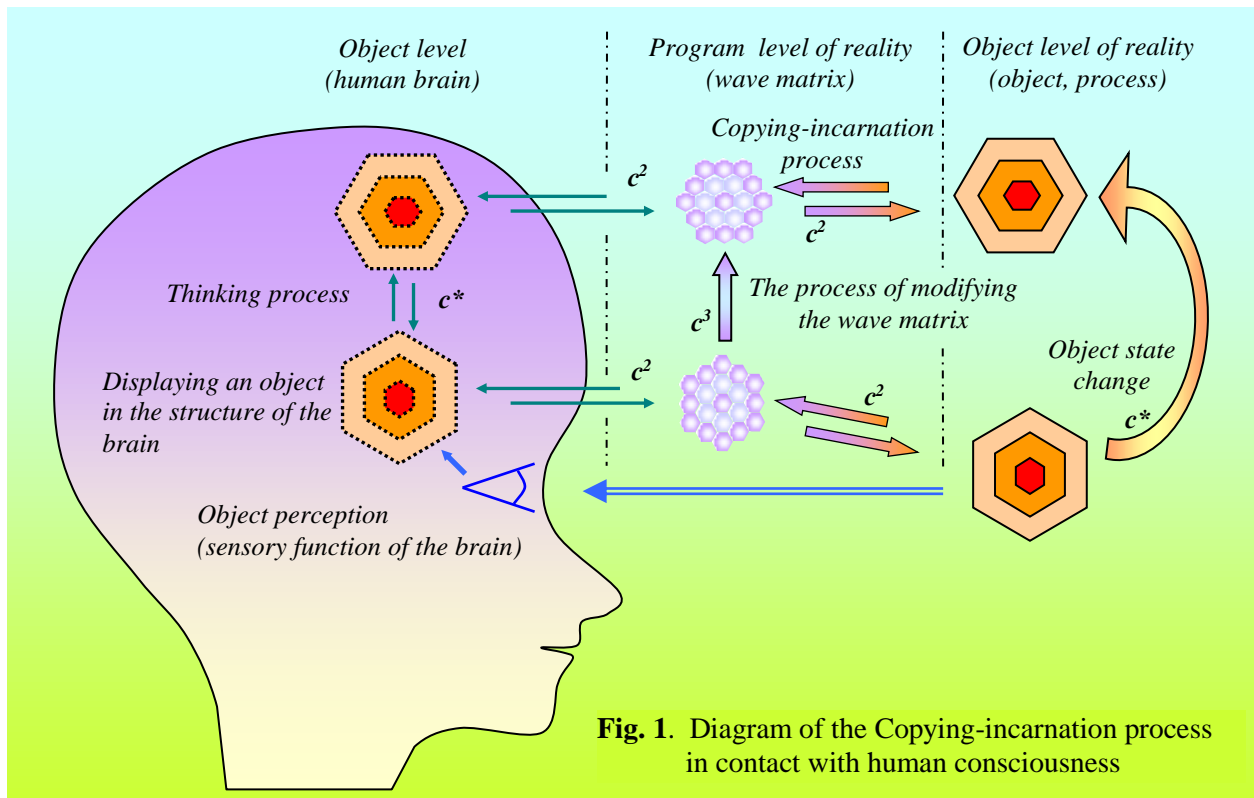 Object level
(human brain)
Program level of reality
(wave matrix)
Object level of reality
(object, process)
Copying-incarnation
process
c²
c²
Thinking process
c*
c³
The process of modifying
the wave matrix
Object state
change
c*
Displaying an object
in the structure of the
brain
c²
c²
Object perception
(sensory function of the brain)
Fig. 1. Diagram of the Copying-incarnation process
in contact with human consciousness